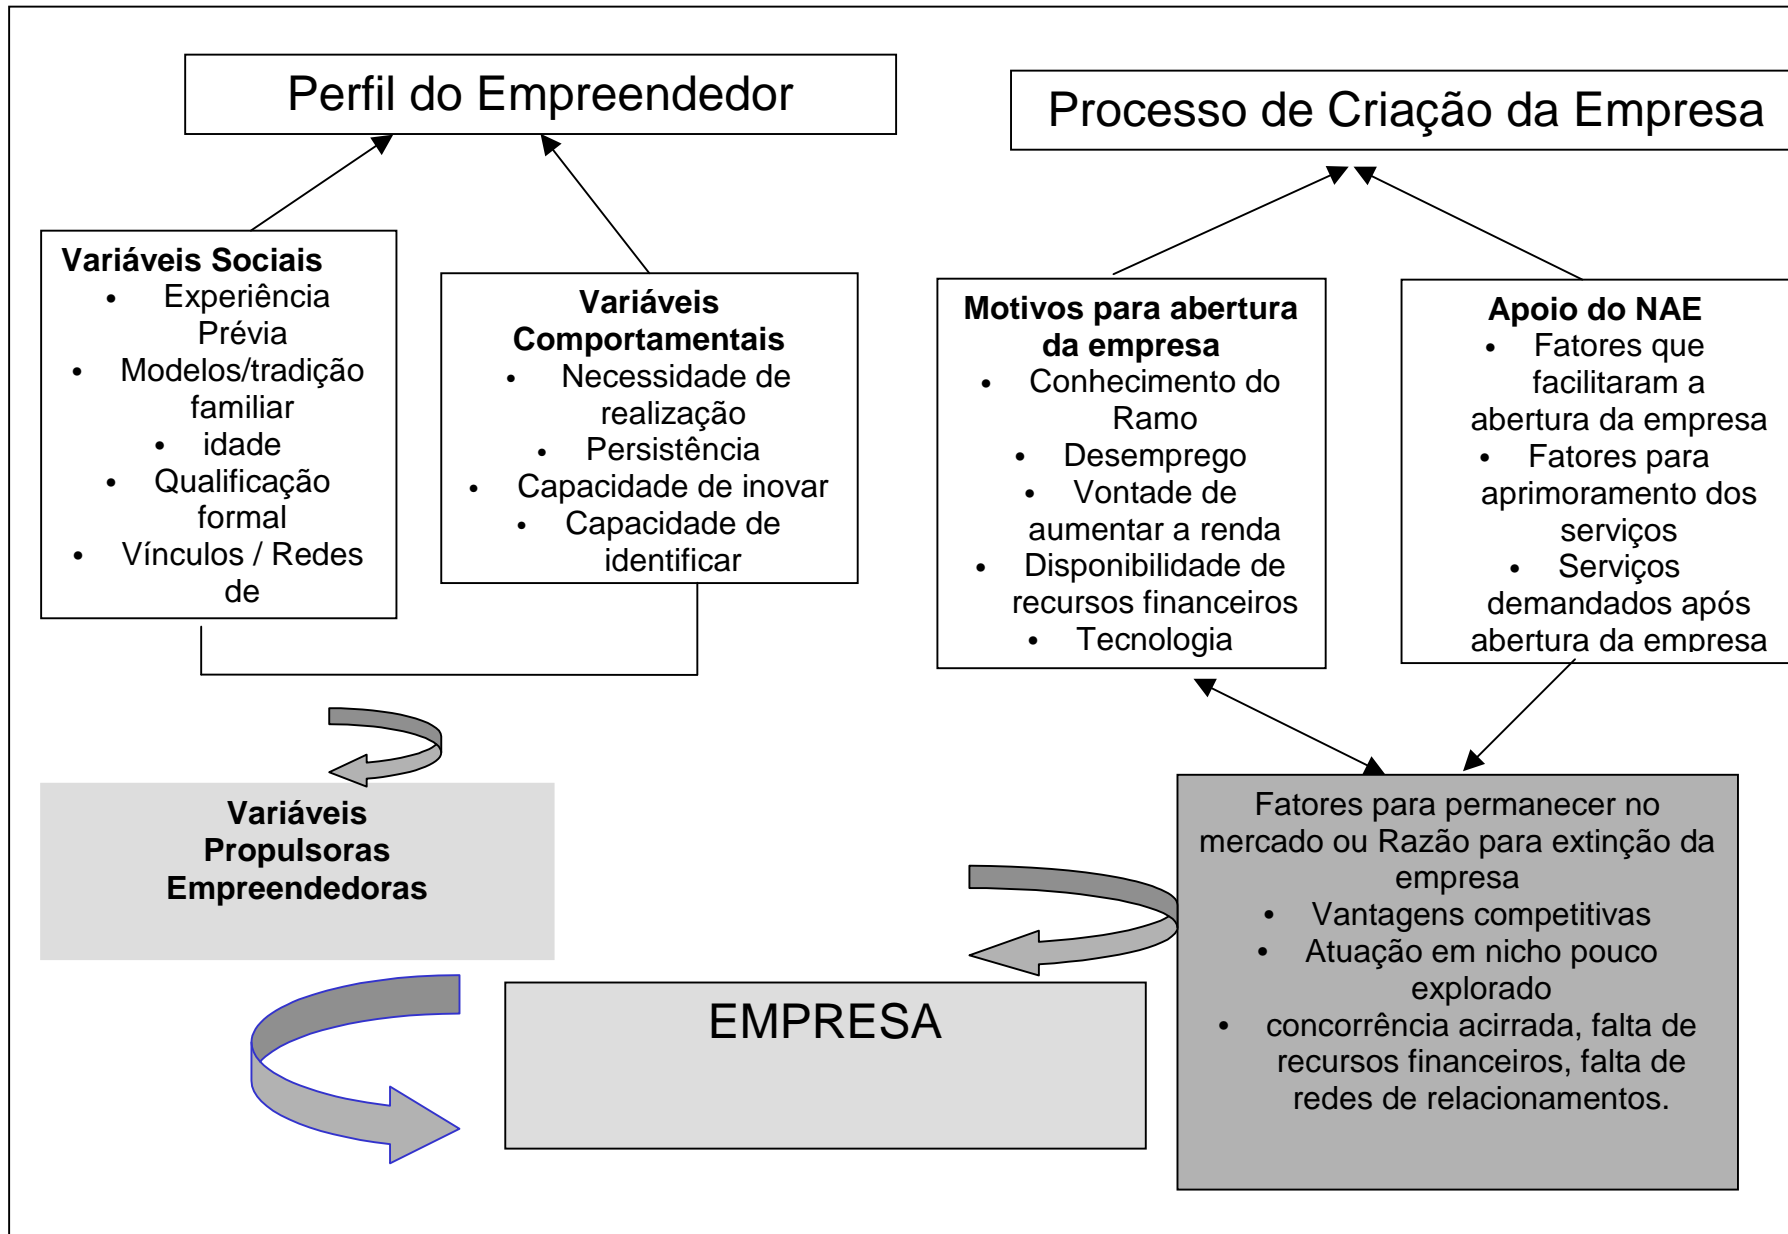 Perfil do Empreendedor
Processo de Criação da Empresa
Variáveis Sociais
• Experiência
Prévia
• Modelos/tradição
familiar
• idade
• Qualificação
formal
• Vínculos / Redes
de
Variáveis
Comportamentais
• Necessidade de
realização
• Persistência
• Capacidade de inovar
• Capacidade de
identificar
Motivos para abertura
da empresa
• Conhecimento do
Ramo
• Desemprego
• Vontade de
aumentar a renda
• Disponibilidade de
recursos financeiros
• Tecnologia
Apoio do NAE
• Fatores que
facilitaram a
abertura da empresa
• Fatores para
aprimoramento dos
serviços
• Serviços
demandados após
abertura da empresa
Variáveis
Propulsoras
Empreendedoras
EMPRESA
Fatores para permanecer no
mercado ou Razão para extinção da
empresa
• Vantagens competitivas
• Atuação em nicho pouco
explorado
• concorrência acirrada, falta de
recursos financeiros, falta de
redes de relacionamentos.